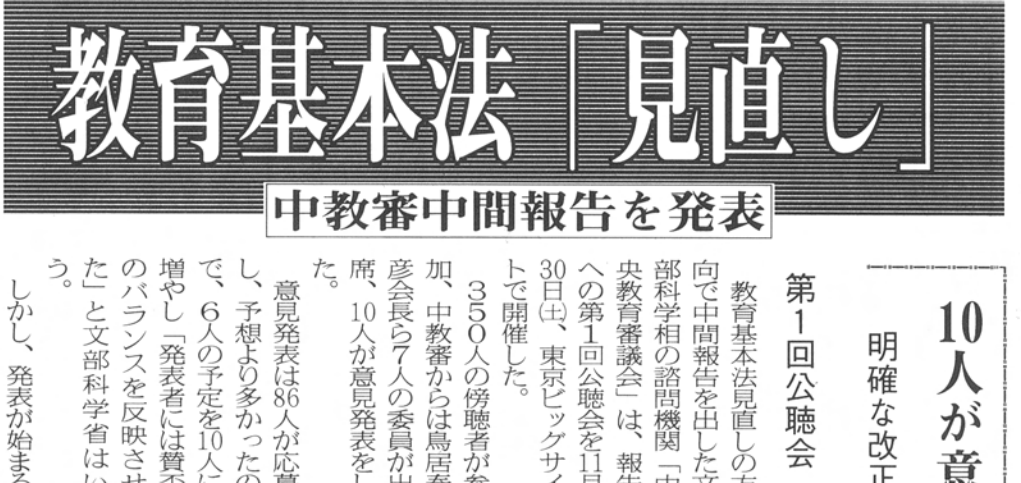 教育基本法「見直し」
中教審中間報告を発表
10人が意
明確な改正
第1回公聴会
教育基本法見直しの方
向で中間報告を出した文
部科学相の諮問機関「中
央教育審議会」は、報告
への第1回公聴会を11月
30日㈯、東京ビッグサイ
トで開催した。
350人の傍聴者が参
加、中教審からは鳥居泰
彦会長ら7人の委員が出
席、10人が意見発表をし
た。
意見発表は86人が応募
し、予想より多かったの
で、6人の予定を10人に
増やし「発表者には賛否
のバランスを反映させ
た」と文部科学省はい
う。
しかし、発表が始まる